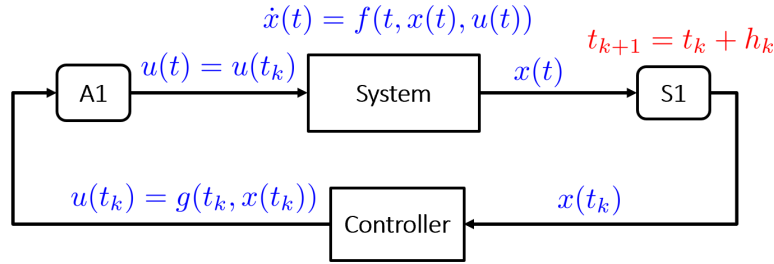 ẋ(t) = f(t, x(t), u(t))
t_{k+1} = t_k + h_k
A1
u(t) = u(t_k)
System
x(t)
S1
u(t_k) = g(t_k, x(t_k))
Controller
x(t_k)